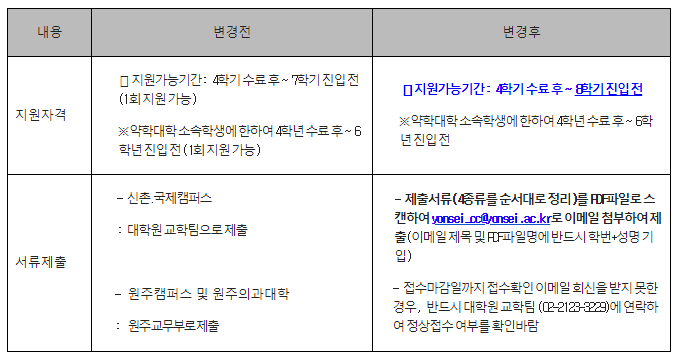 내용
변경전
변경후
지원자격
지원가능기간 : 4학기 수료 후 ~ 7학기 진입 전
(1회 지원 가능)
※약학대학 소속학생에 한하여 4학년 수료 후 ~ 6
학년 진입 전 (1회 지원 가능)
지원가능기간 : 4학기 수료 후 ~ 8학기 진입 전
※약학대학 소속학생에 한하여 4학년 수료 후 ~ 6학
년 진입 전
서류제출
- 신촌.국제캠퍼스
: 대학원 교학팀으로 제출
- 원주캠퍼스 및 원주의과대학
: 원주교무부로제출
- 제출서류(4종류를 순서대로 정리)를 PDF파일로 스
캔하여 yonsei_cc@yonsei.ac.kr로 이메일 첨부하여 제
출(이메일 제목 및 PDF파일명에 반드시 학번+성명 기
입)
- 접수마감일까지 접수확인 이메일 회신을 받지 못한
경우, 반드시 대학원 교학팀 (02-2123-3229)에 연락하
여 정상접수 여부를 확인바람